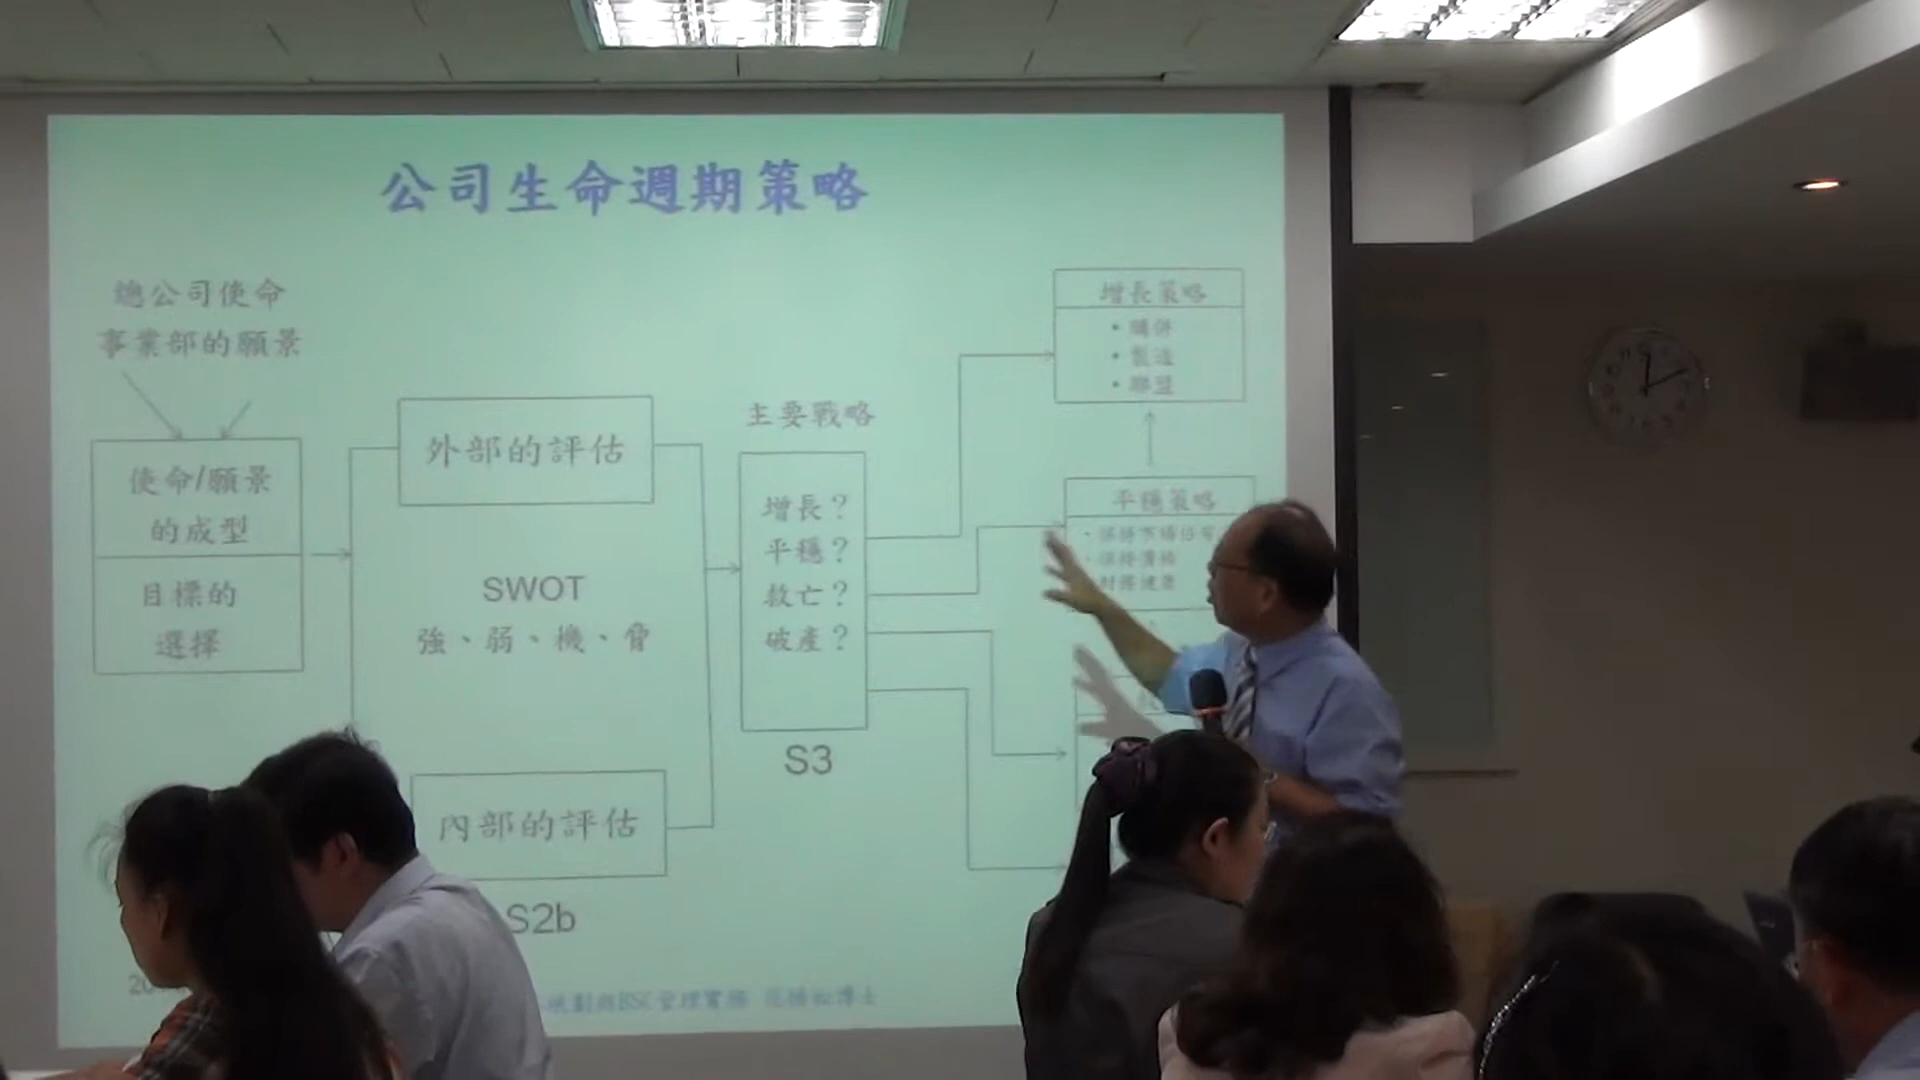 公司生命週期策略
總公司使命
事業部的願景
使命/願景
的成型
目標的
選擇
外部的評估
SWOT
強、弱、機、脅
內部的評估
S2b
主要戰略
增長？
平穩？
救亡？
破產？
S3
增長策略
• 購併
• 製造
• 聯盟
平穩策略